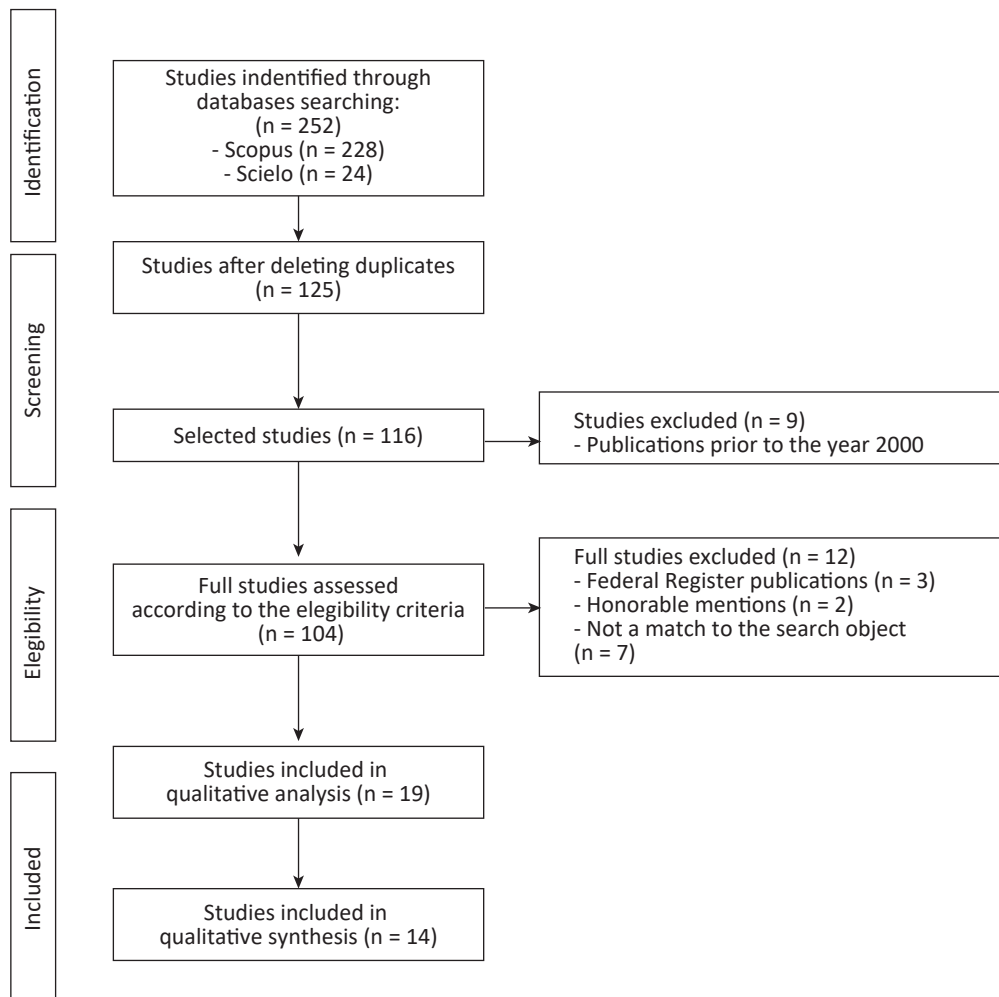 Identification
Studies indentified through
databases searching:
(n = 252)
- Scopus (n = 228)
- Scielo (n = 24)
Screening
Studies after deleting duplicates
(n = 125)
Selected studies (n = 116)
Studies excluded (n = 9)
- Publications prior to the year 2000
Elegibility
Full studies assessed
according to the elegibility criteria
(n = 104)
Full studies excluded (n = 12)
- Federal Register publications (n = 3)
- Honorable mentions (n = 2)
- Not a match to the search object
(n = 7)
Included
Studies included in
qualitative analysis (n = 19)
Studies included in
qualitative synthesis (n = 14)